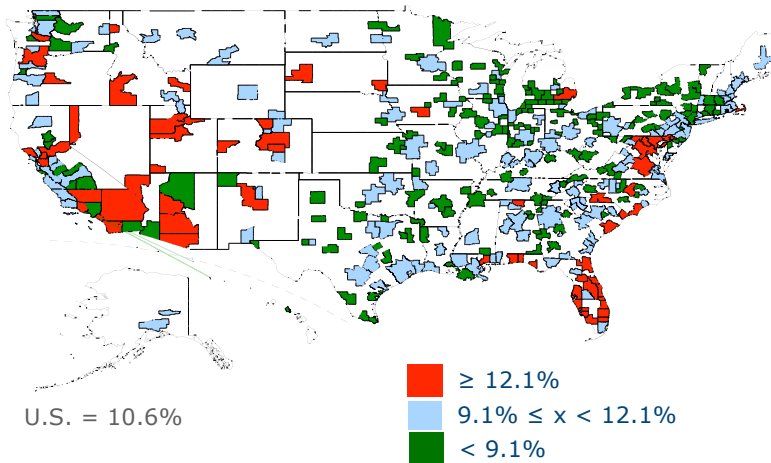 ≥ 12.1%
U.S. = 10.6%
9.1% ≤ x < 12.1%
< 9.1%